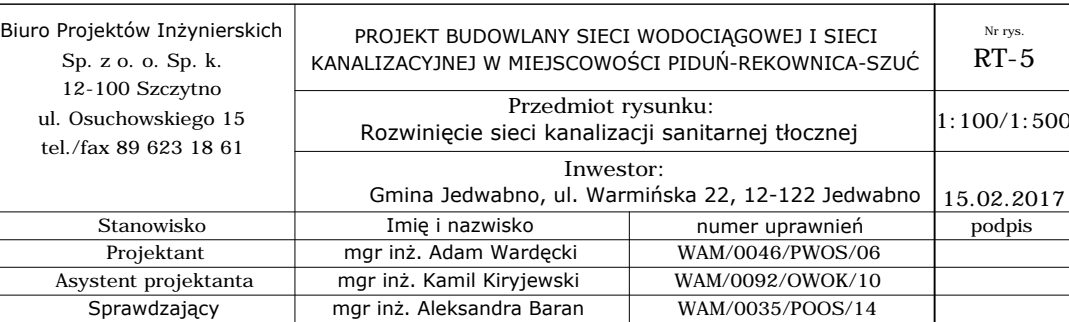 Biuro Projektów Inżynierskich
Sp. z o. o. Sp. k.
12-100 Szczytno
ul. Osuchowskiego 15
tel./fax 89 623 18 61
PROJEKT BUDOWLANY SIECI WODOCIĄGOWEJ I SIECI
KANALIZACYJNEJ W MIEJSCOWOŚCI PIDUŃ-REKOWNICA-SZUĆ
Nr rys.
RT-5
Przedmiot rysunku:
Rozwinięcie sieci kanalizacji sanitarnej tłocznej
1:100/1:500
Inwestor:
Gmina Jedwabno, ul. Warmińska 22, 12-122 Jedwabno
15.02.2017
Stanowisko Imię i nazwisko numer uprawnień podpis
Projektant mgr inż. Adam Wardęcki WAM/0046/PWOS/06
Asystent projektanta mgr inż. Kamil Kiryjewski WAM/0092/OWOK/10
Sprawdzający mgr inż. Aleksandra Baran WAM/0035/POOS/14